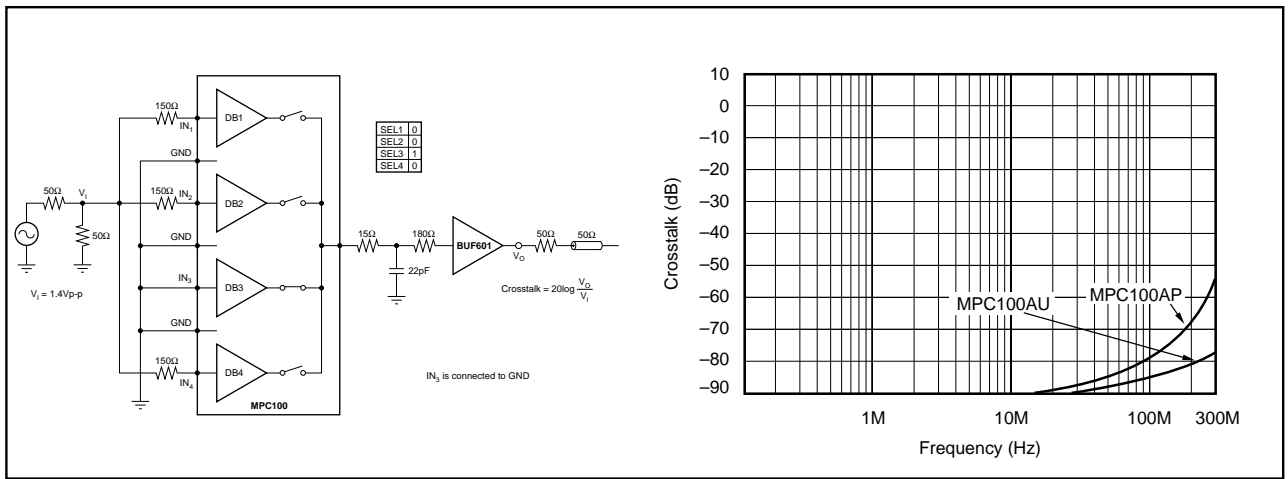 150Ω
IN1
DB1
GND
SEL1 0
SEL2 0
SEL3 1
SEL4 0
50Ω
VI
150Ω
IN2
DB2
50Ω
GND
15Ω
180Ω
BUF601
VO
50Ω
50Ω
22pF
VI = 1.4Vp-p
IN3
DB3
Crosstalk = 20log VO
VI
GND
150Ω
IN4
DB4
IN3 is connected to GND
MPC100
10
0
–10
–20
–30
–40
–50
–60
–70
–80
–90
Crosstalk (dB)
MPC100AU
MPC100AP
1M 10M 100M 300M
Frequency (Hz)